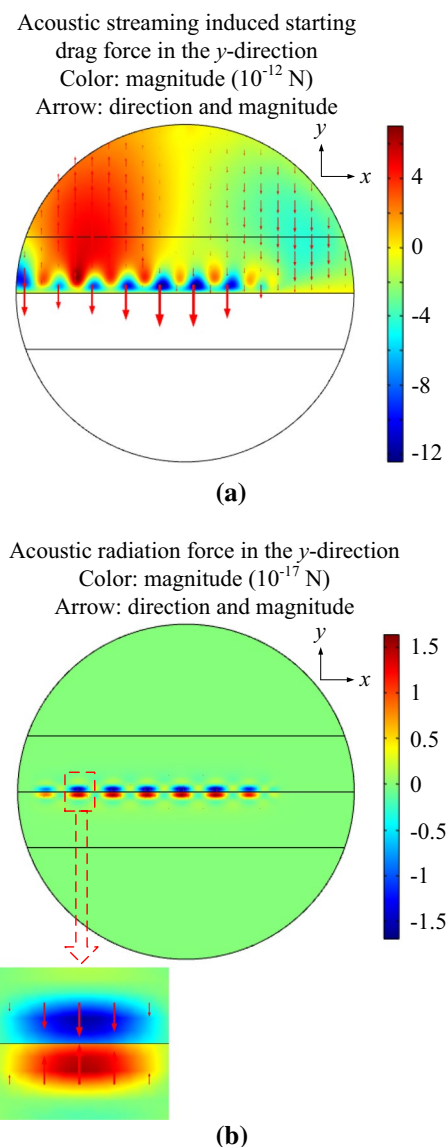 Acoustic streaming induced starting
drag force in the y-direction
Color: magnitude (10⁻¹² N)
Arrow: direction and magnitude
y
x
4
0
-4
-8
-12
(a)
Acoustic radiation force in the y-direction
Color: magnitude (10⁻¹⁷ N)
Arrow: direction and magnitude
y
x
1.5
1
0.5
0
-0.5
-1
-1.5
(b)